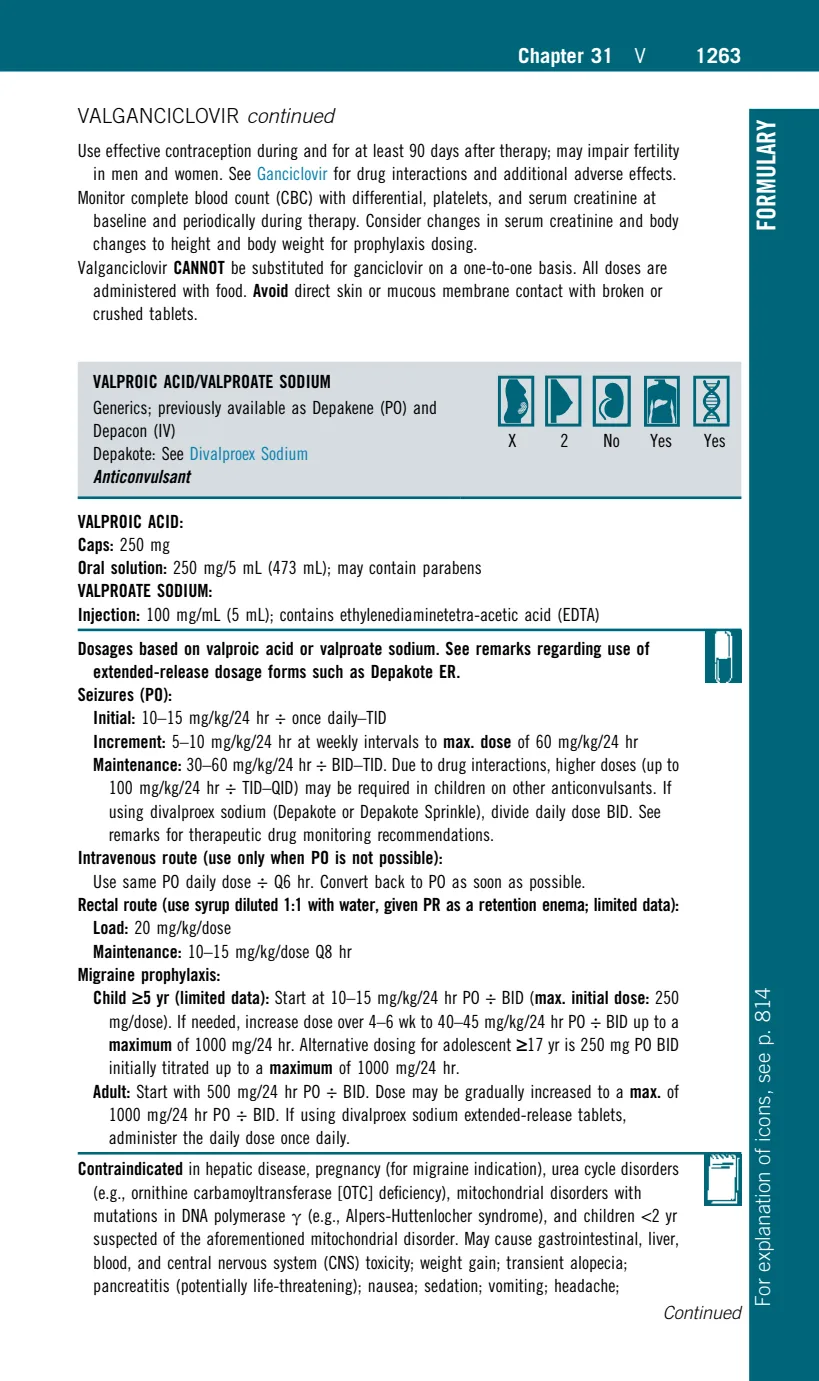 Chapter 31 V 1263
VALGANCICLOVIR continued
Use effective contraception during and for at least 90 days after therapy; may impair fertility
in men and women. See Ganciclovir for drug interactions and additional adverse effects.
Monitor complete blood count (CBC) with differential, platelets, and serum creatinine at
baseline and periodically during therapy. Consider changes in serum creatinine and body
changes to height and body weight for prophylaxis dosing.
Valganciclovir CANNOT be substituted for ganciclovir on a one-to-one basis. All doses are
administered with food. Avoid direct skin or mucous membrane contact with broken or
crushed tablets.
VALPROIC ACID/VALPROATE SODIUM
Generics; previously available as Depakene (PO) and
Depacon (IV)
Depakote: See Divalproex Sodium
Anticonvulsant
X 2 No Yes Yes
VALPROIC ACID:
Caps: 250 mg
Oral solution: 250 mg/5 mL (473 mL); may contain parabens
VALPROATE SODIUM:
Injection: 100 mg/mL (5 mL); contains ethylenediaminetetra-acetic acid (EDTA)
Dosages based on valproic acid or valproate sodium. See remarks regarding use of
extended-release dosage forms such as Depakote ER.
Seizures (PO):
Initial: 10–15 mg/kg/24 hr ÷ once daily–TID
Increment: 5–10 mg/kg/24 hr at weekly intervals to max. dose of 60 mg/kg/24 hr
Maintenance: 30–60 mg/kg/24 hr ÷ BID–TID. Due to drug interactions, higher doses (up to
100 mg/kg/24 hr ÷ TID–QID) may be required in children on other anticonvulsants. If
using divalproex sodium (Depakote or Depakote Sprinkle), divide daily dose BID. See
remarks for therapeutic drug monitoring recommendations.
Intravenous route (use only when PO is not possible):
Use same PO daily dose ÷ Q6 hr. Convert back to PO as soon as possible.
Rectal route (use syrup diluted 1:1 with water, given PR as a retention enema; limited data):
Load: 20 mg/kg/dose
Maintenance: 10–15 mg/kg/dose Q8 hr
Migraine prophylaxis:
Child ≥5 yr (limited data): Start at 10–15 mg/kg/24 hr PO ÷ BID (max. initial dose: 250
mg/dose). If needed, increase dose over 4–6 wk to 40–45 mg/kg/24 hr PO ÷ BID up to a
maximum of 1000 mg/24 hr. Alternative dosing for adolescent ≥17 yr is 250 mg PO BID
initially titrated up to a maximum of 1000 mg/24 hr.
Adult: Start with 500 mg/24 hr PO ÷ BID. Dose may be gradually increased to a max. of
1000 mg/24 hr PO ÷ BID. If using divalproex sodium extended-release tablets,
administer the daily dose once daily.
Contraindicated in hepatic disease, pregnancy (for migraine indication), urea cycle disorders
(e.g., ornithine carbamoyltransferase [OTC] deficiency), mitochondrial disorders with
mutations in DNA polymerase γ (e.g., Alpers-Huttenlocher syndrome), and children <2 yr
suspected of the aforementioned mitochondrial disorder. May cause gastrointestinal, liver,
blood, and central nervous system (CNS) toxicity; weight gain; transient alopecia;
pancreatitis (potentially life-threatening); nausea; sedation; vomiting; headache;
Continued
FORMULARY
For explanation of icons, see p. 814